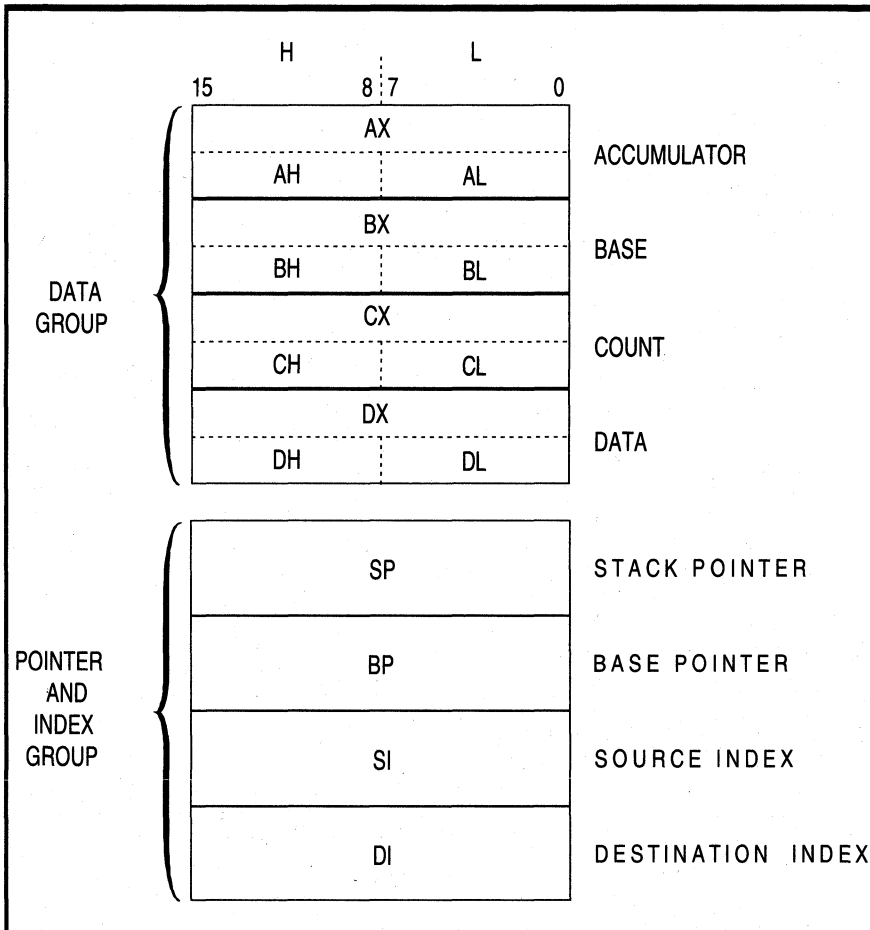 H L
15 8 7 0
AX
AH AL
ACCUMULATOR
BX
BH BL
BASE
CX
CH CL
COUNT
DX
DH DL
DATA
DATA
GROUP
SP
STACK POINTER
BP
BASE POINTER
SI
SOURCE INDEX
DI
DESTINATION INDEX
POINTER
AND
INDEX
GROUP